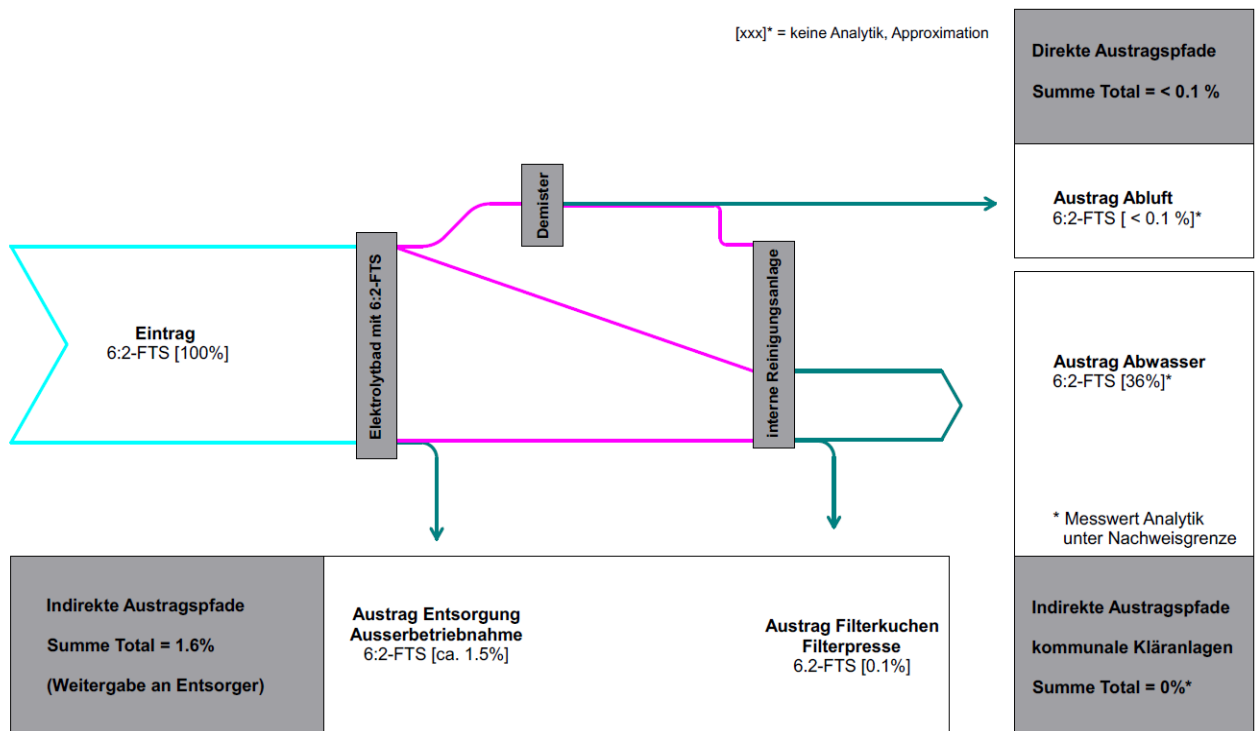 [xxx]* = keine Analytik, Approximation
Direkte Austragspfade
Summe Total = < 0.1 %
Demister
Austrag Abluft
6:2-FTS [ < 0.1 %]*
Elektrolytbad mit 6:2-FTS
interne Reinigungsanlage
Eintrag
6:2-FTS [100%]
Austrag Abwasser
6:2-FTS [36%]*
* Messwert Analytik
unter Nachweisgrenze
Indirekte Austragspfade
Summe Total = 1.6%
(Weitergabe an Entsorger)
Austrag Entsorgung
Ausserbetriebnahme
6:2-FTS [ca. 1.5%]
Austrag Filterkuchen
Filterpresse
6.2-FTS [0.1%]
Indirekte Austragspfade
kommunale Kläranlagen
Summe Total = 0%*